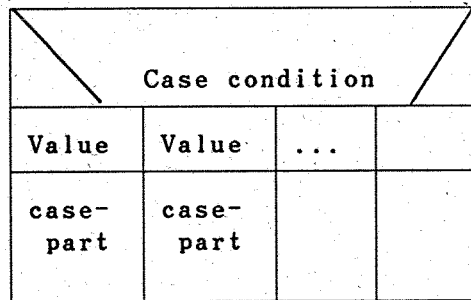 Case condition
Value Value ...
case- case-
part part